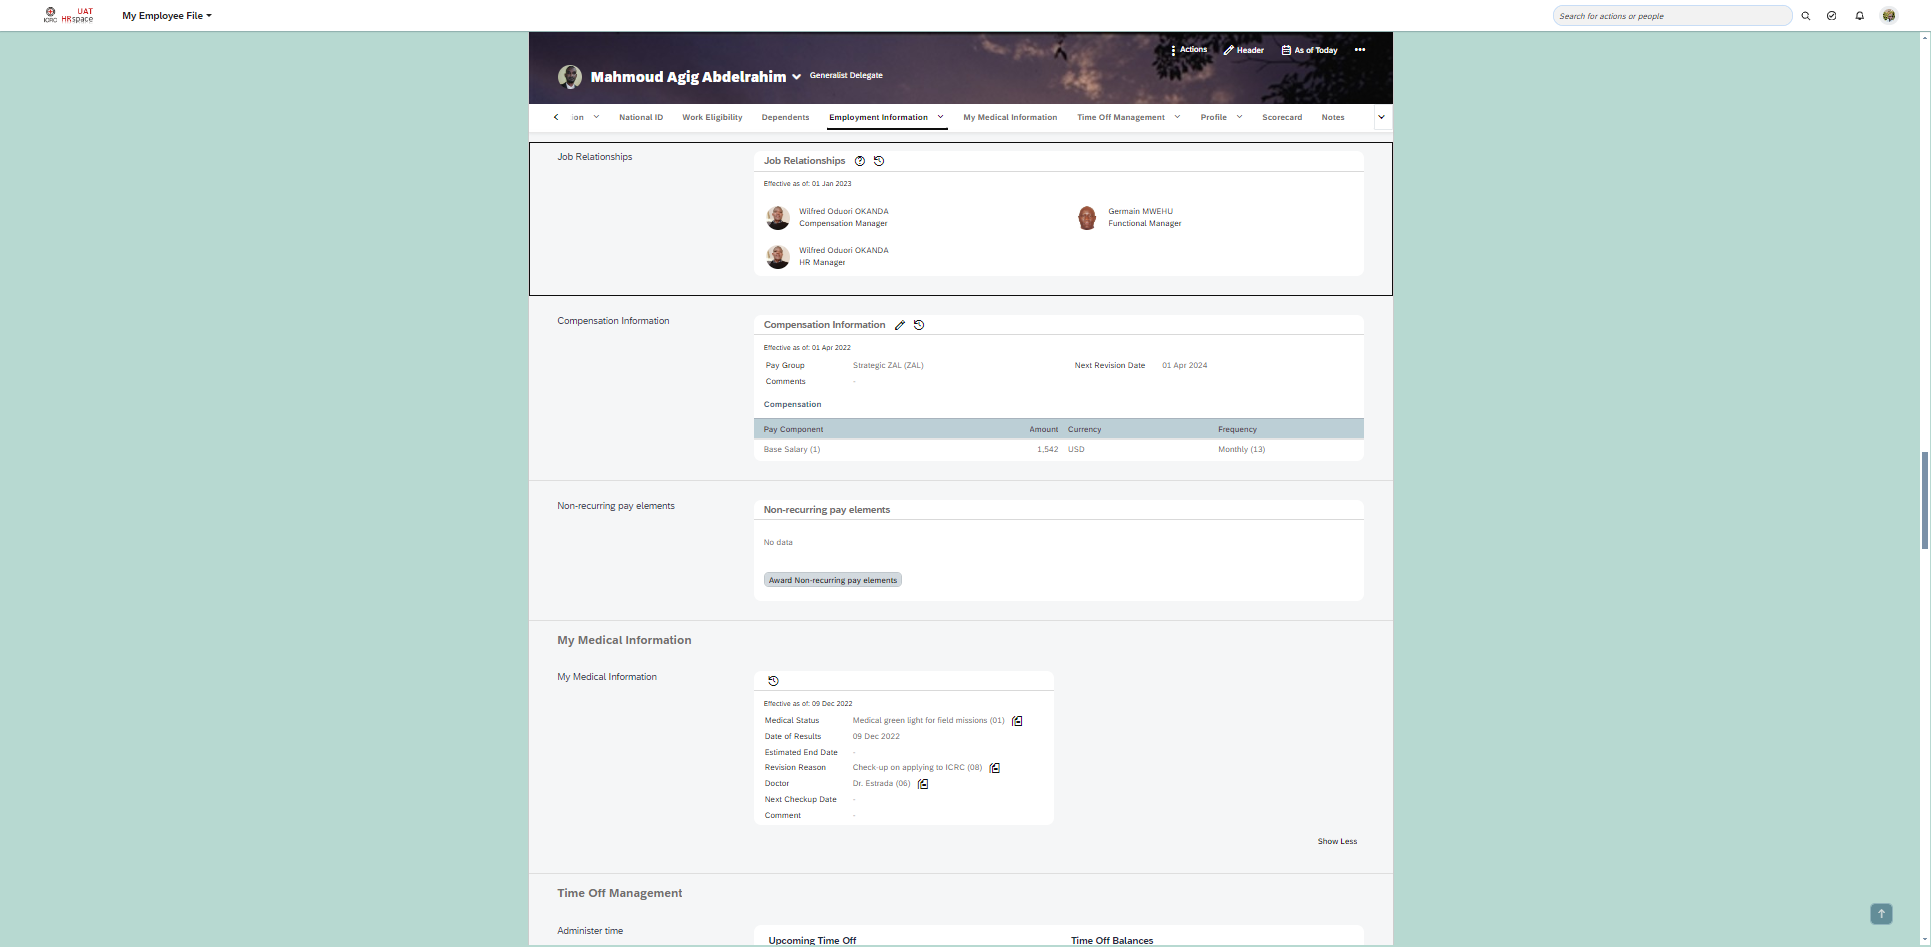 ICRC
UAT
HRspace
My Employee File
Search for actions or people
Actions
Header
As of Today
Mahmoud Agig Abdelrahim
Generalist Delegate
ion
National ID
Work Eligibility
Dependents
Employment Information
My Medical Information
Time Off Management
Profile
Scorecard
Notes
Job Relationships
Job Relationships
Effective as of: 01 Jan 2023
Wilfred Oduori OKANDA
Compensation Manager
Germain MWEHU
Functional Manager
Wilfred Oduori OKANDA
HR Manager
Compensation Information
Compensation Information
Effective as of: 01 Apr 2022
Pay Group Strategic ZAL (ZAL) Next Revision Date 01 Apr 2024
Comments -
Compensation
Pay Component Amount Currency Frequency
Base Salary (1) 1,542 USD Monthly (13)
Non-recurring pay elements
Non-recurring pay elements
No data
Award Non-recurring pay elements
My Medical Information
My Medical Information
Effective as of: 09 Dec 2022
Medical Status Medical green light for field missions (01)
Date of Results 09 Dec 2022
Estimated End Date -
Revision Reason Check-up on applying to ICRC (08)
Doctor Dr. Estrada (06)
Next Checkup Date -
Comment -
Show Less
Time Off Management
Administer time
Upcoming Time Off Time Off Balances